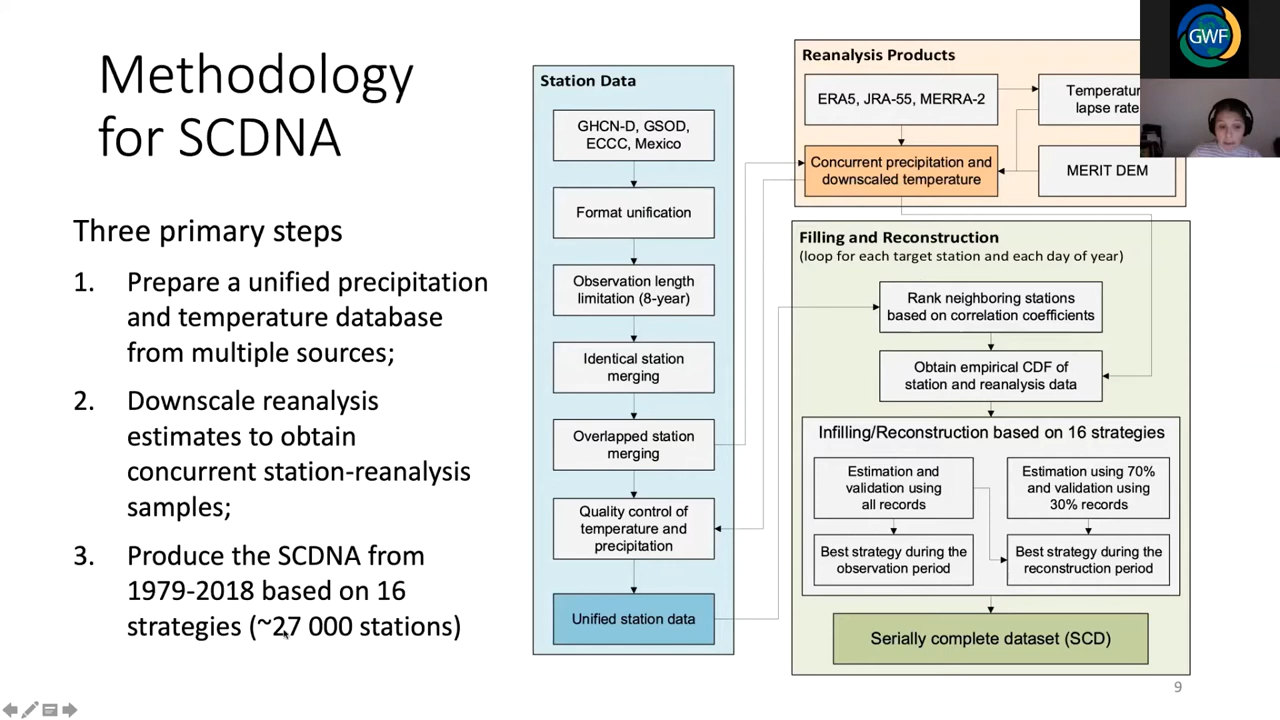 Methodology
for SCDNA
Three primary steps
1. Prepare a unified precipitation
and temperature database
from multiple sources;
2. Downscale reanalysis
estimates to obtain
concurrent station-reanalysis
samples;
3. Produce the SCDNA from
1979-2018 based on 16
strategies (~27 000 stations)
Station Data
GHCN-D, GSOD,
ECCC, Mexico
Format unification
Observation length
limitation (8-year)
Identical station
merging
Overlapped station
merging
Quality control of
temperature and
precipitation
Unified station data
Reanalysis Products
ERA5, JRA-55, MERRA-2
Temperatur
lapse rate
Concurrent precipitation and
downscaled temperature
MERIT DEM
Filling and Reconstruction
(loop for each target station and each day of year)
Rank neighboring stations
based on correlation coefficients
Obtain empirical CDF of
station and reanalysis data
Infilling/Reconstruction based on 16 strategies
Estimation and
validation using
all records
Estimation using 70%
and validation using
30% records
Best strategy during the
observation period
Best strategy during the
reconstruction period
Serially complete dataset (SCD)
9
GWF